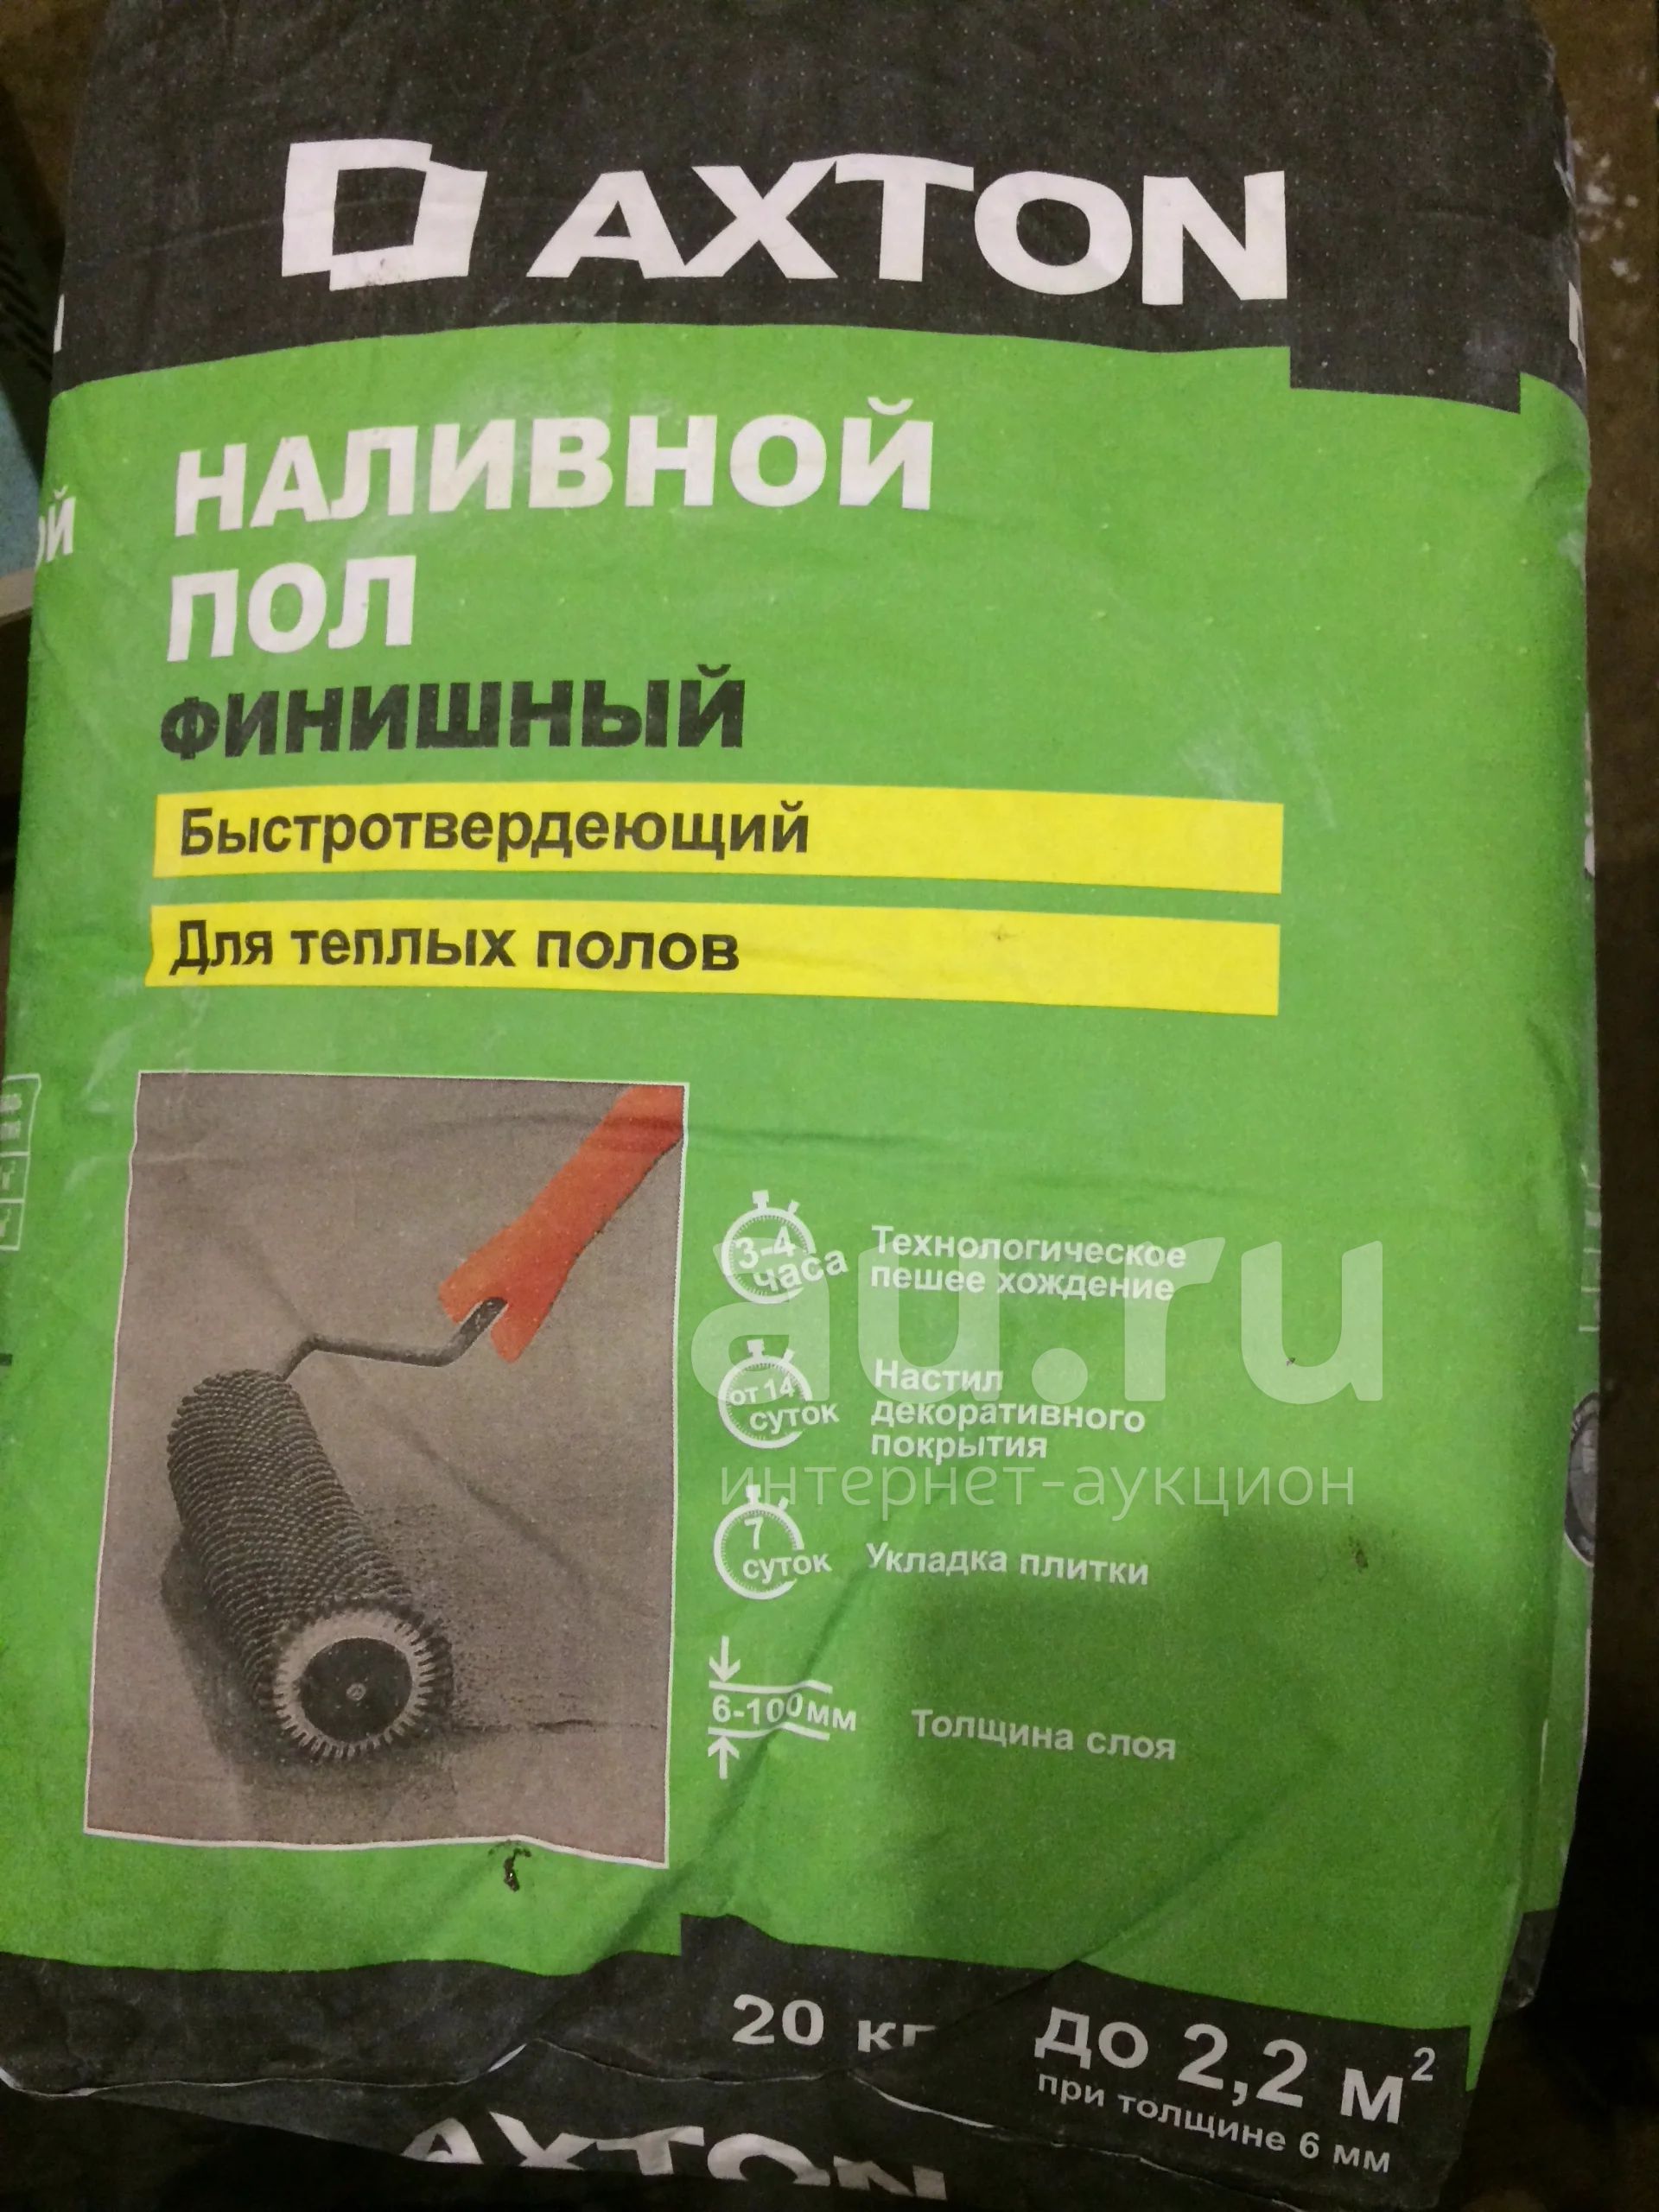 AXTON
НАЛИВНОЙ
ПОЛ
ФИНИШНЫЙ
Быстротвердеющий
Для теплых полов
3-4
часа
Технологическое
пешее хождение
au.ru
от 14
суток
Настил
декоративного
покрытия
интернет-аукцион
7
суток
Укладка плитки
6-100мм
Толщина слоя
20 кг
до 2,2 м²
при толщине 6 мм
AXTON